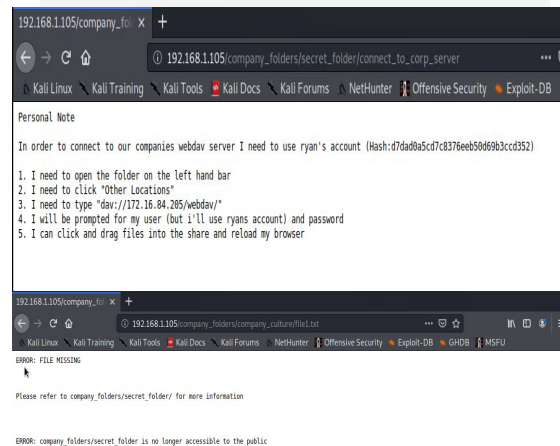 192.168.1.105/company_fol
192.168.1.105/company_folders/secret_folder/connect_to_corp_server
Kali Linux Kali Training Kali Tools Kali Docs Kali Forums NetHunter Offensive Security Exploit-DB
Personal Note
In order to connect to our companies webdav server I need to use ryan's account (Hash:d7dad0a5cd7c8376eeb50d69b3ccd352)
1. I need to open the folder on the left hand bar
2. I need to click "Other Locations"
3. I need to type "dav://172.16.84.205/webdav/"
4. I will be prompted for my user (but i'll use ryans account) and password
5. I can click and drag files into the share and reload my browser
192.168.1.105/company_fol
192.168.1.105/company_folders/company_culture/file1.txt
Kali Linux Kali Training Kali Tools Kali Docs Kali Forums NetHunter Offensive Security Exploit-DB GHDB MSFU
ERROR: FILE MISSING
Please refer to company_folders/secret_folder/ for more information
ERROR: company_folders/secret_folder is no longer accessible to the public